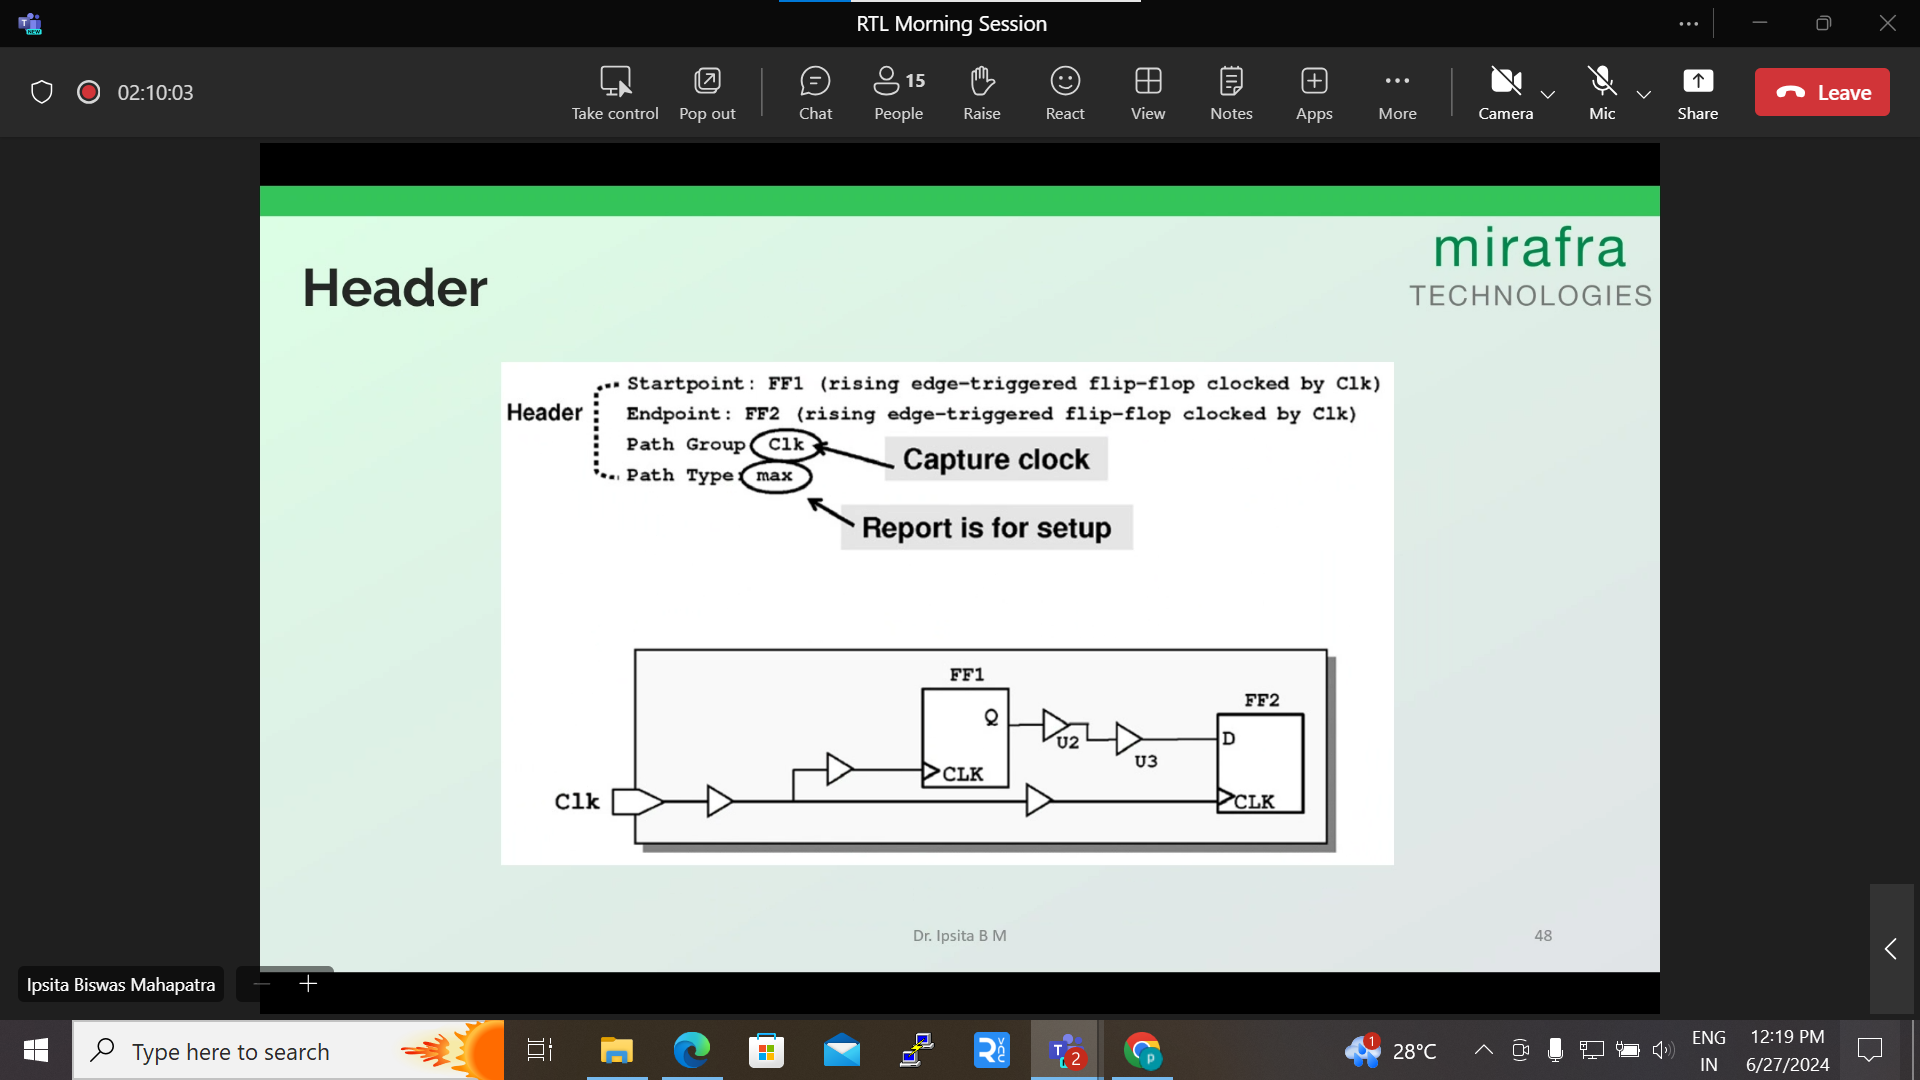 RTL Morning Session
02:10:03
Take control
Pop out
Chat
15
People
Raise
React
View
Notes
Apps
More
Camera
Mic
Share
Leave
mirafra
TECHNOLOGIES
Header
Header
Startpoint: FF1 (rising edge-triggered flip-flop clocked by Clk)
Endpoint: FF2 (rising edge-triggered flip-flop clocked by Clk)
Path Group Clk
Capture clock
Path Type: max
Report is for setup
FF1
Q
CLK
U2
U3
FF2
D
CLK
Clk
Dr. Ipsita B M
48
Ipsita Biswas Mahapatra
Type here to search
2
1
28°C
ENG
IN
12:19 PM
6/27/2024